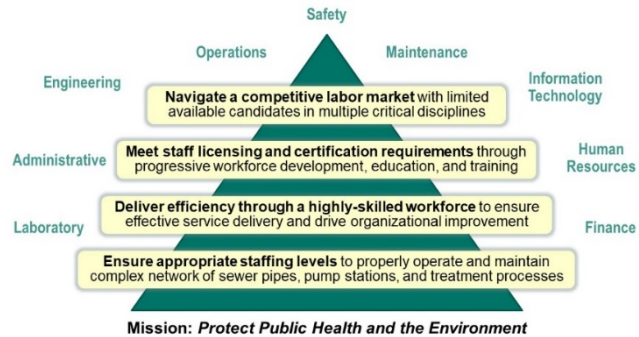 Safety
Operations
Maintenance
Engineering
Information
Technology
Navigate a competitive labor market with limited
available candidates in multiple critical disciplines
Administrative
Meet staff licensing and certification requirements through
progressive workforce development, education, and training
Human
Resources
Deliver efficiency through a highly-skilled workforce to ensure
effective service delivery and drive organizational improvement
Laboratory
Finance
Ensure appropriate staffing levels to properly operate and maintain
complex network of sewer pipes, pump stations, and treatment processes
Mission: Protect Public Health and the Environment